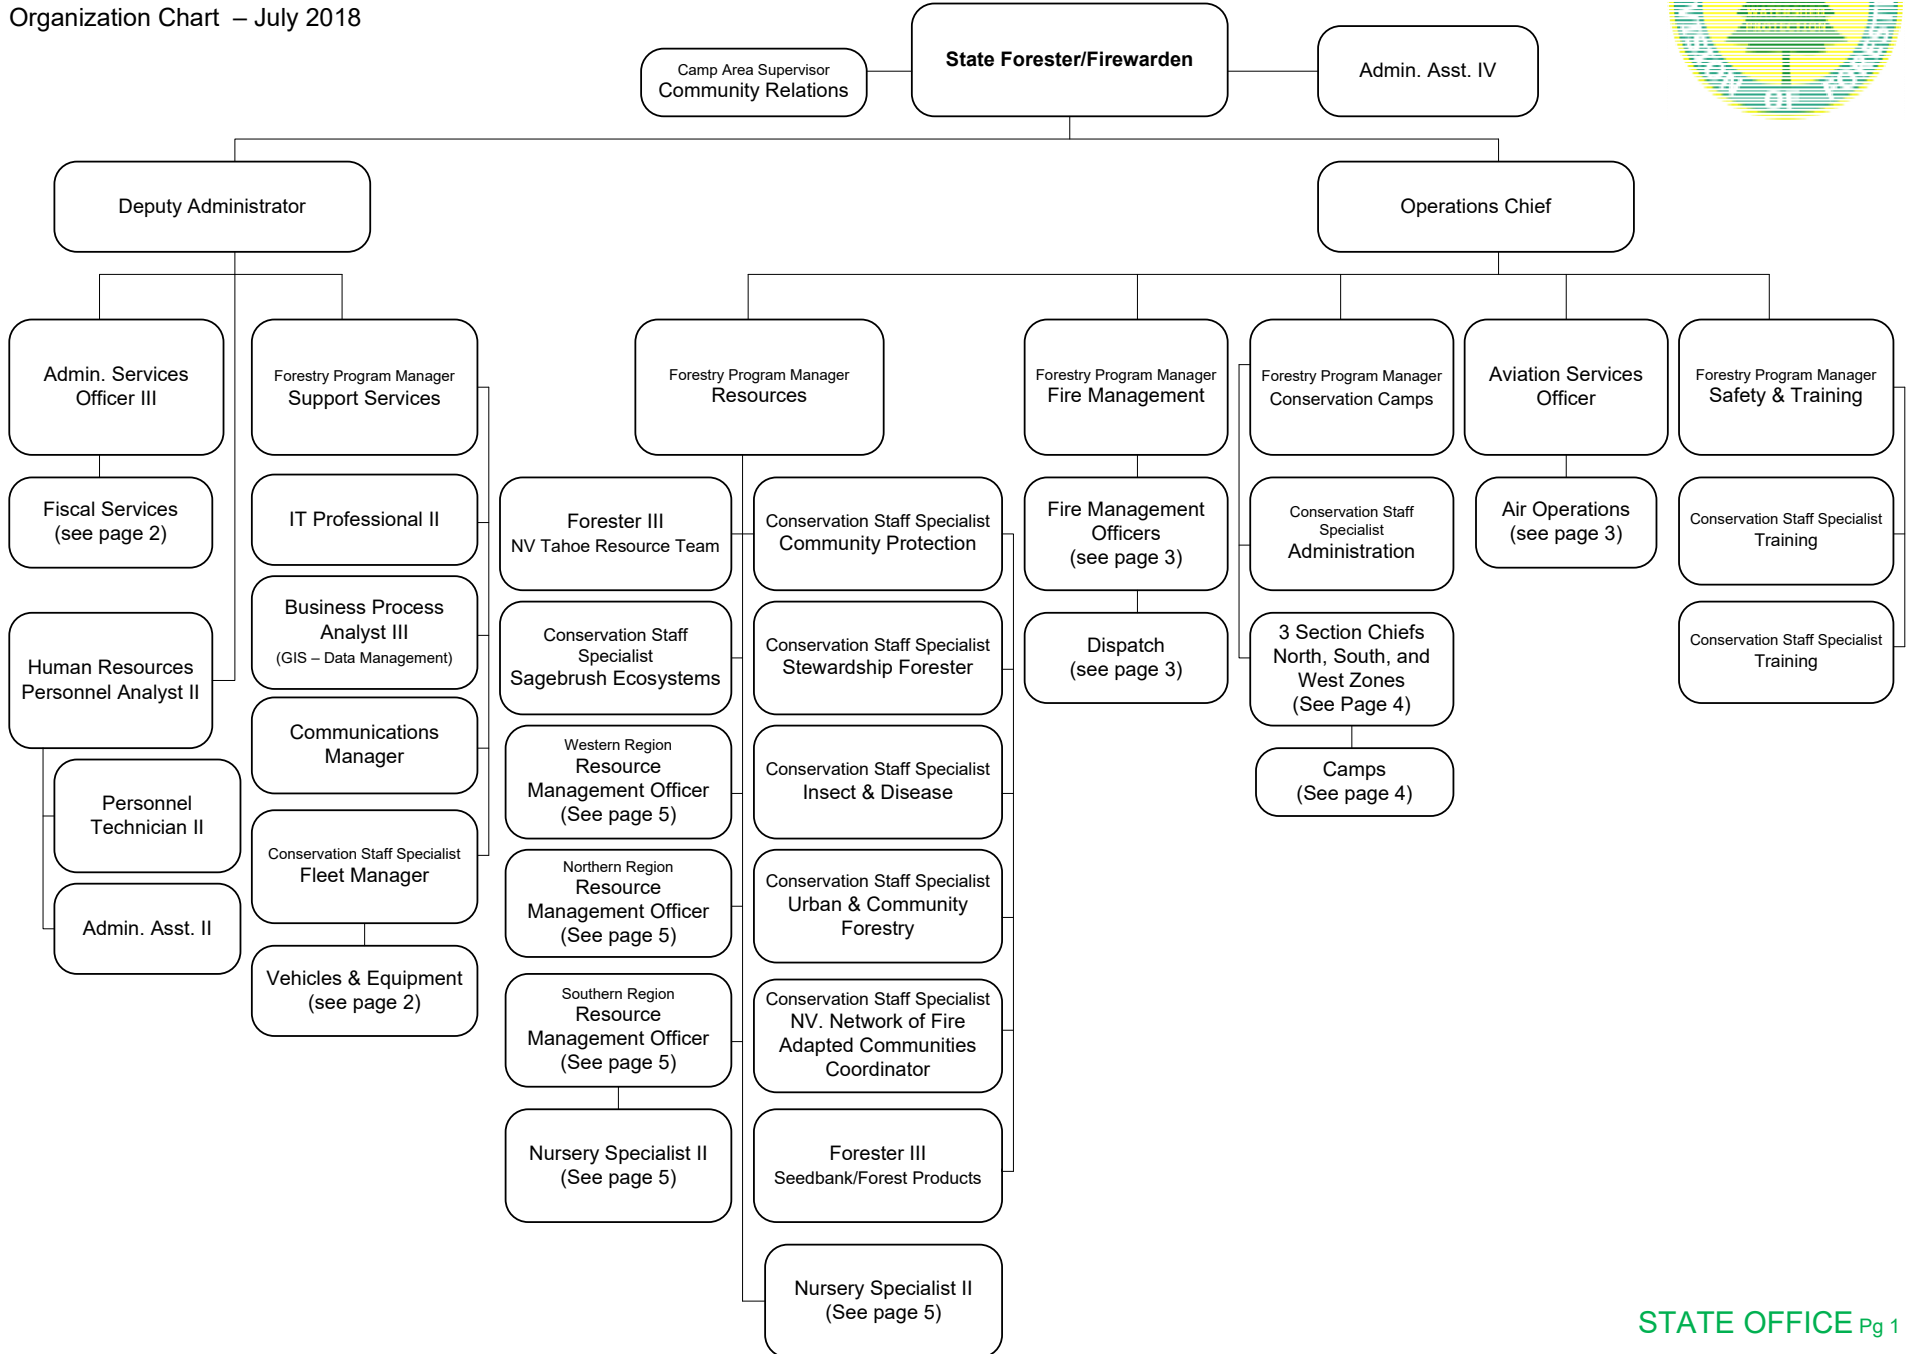 Organization Chart – July 2018
State Forester/Firewarden
Camp Area Supervisor
Community Relations
Admin. Asst. IV
OF
Deputy Administrator
Operations Chief
Admin. Services
Officer III
Forestry Program Manager
Support Services
Forestry Program Manager
Resources
Forestry Program Manager
Fire Management
Forestry Program Manager
Conservation Camps
Aviation Services
Officer
Forestry Program Manager
Safety & Training
Fiscal Services
(see page 2)
Human Resources
Personnel Analyst II
Personnel
Technician II
Admin. Asst. II
IT Professional II
Business Process
Analyst III
(GIS – Data Management)
Communications
Manager
Conservation Staff Specialist
Fleet Manager
Vehicles & Equipment
(see page 2)
Forester III
NV Tahoe Resource Team
Conservation Staff
Specialist
Sagebrush Ecosystems
Western Region
Resource
Management Officer
(See page 5)
Northern Region
Resource
Management Officer
(See page 5)
Southern Region
Resource
Management Officer
(See page 5)
Nursery Specialist II
(See page 5)
Conservation Staff Specialist
Community Protection
Conservation Staff Specialist
Stewardship Forester
Conservation Staff Specialist
Insect & Disease
Conservation Staff Specialist
Urban & Community
Forestry
Conservation Staff Specialist
NV. Network of Fire
Adapted Communities
Coordinator
Forester III
Seedbank/Forest Products
Nursery Specialist II
(See page 5)
Fire Management
Officers
(see page 3)
Dispatch
(see page 3)
Conservation Staff
Specialist
Administration
3 Section Chiefs
North, South, and
West Zones
(See Page 4)
Camps
(See page 4)
Air Operations
(see page 3)
Conservation Staff Specialist
Training
Conservation Staff Specialist
Training
STATE OFFICE Pg 1